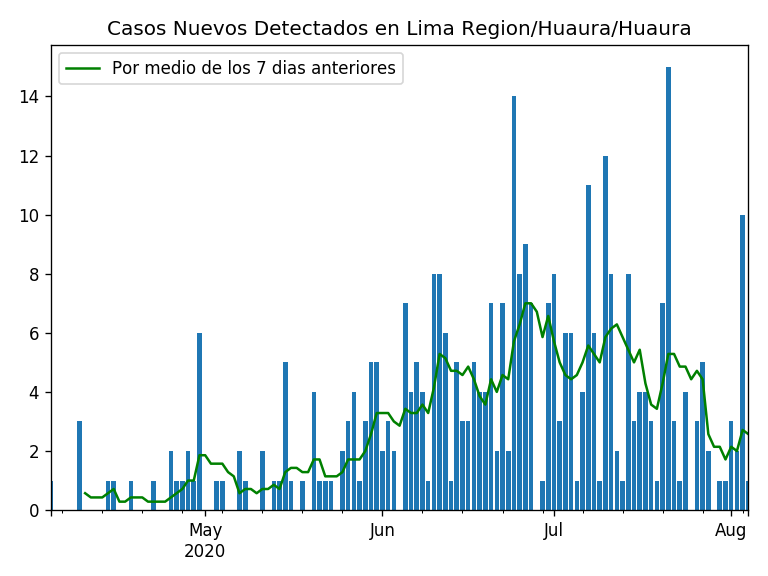 Casos Nuevos Detectados en Lima Region/Huaura/Huaura
Por medio de los 7 dias anteriores
14
12
10
8
6
4
2
0
May
2020
Jun
Jul
Aug